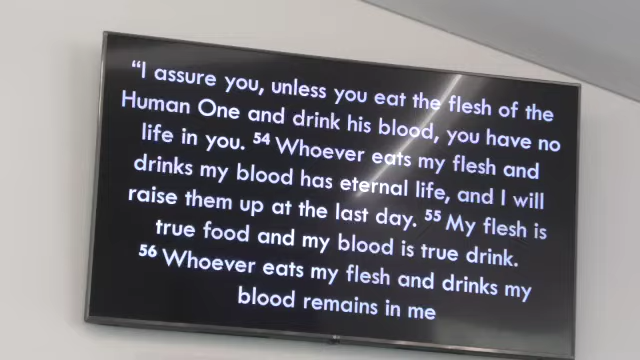 “I assure you, unless you eat the flesh of the
Human One and drink his blood, you have no
life in you. 54 Whoever eats my flesh and
drinks my blood has eternal life, and I will
raise them up at the last day. 55 My flesh is
true food and my blood is true drink.
56 Whoever eats my flesh and drinks my
blood remains in me